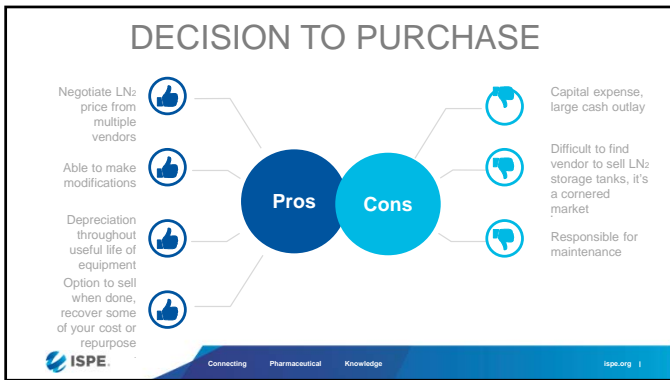 DECISION TO PURCHASE
Negotiate LN2
price from
multiple
vendors
Able to make
modifications
Depreciation
throughout
useful life of
equipment
Option to sell
when done,
recover some
of your cost or
repurpose
.
Pros
Cons
Capital expense,
large cash outlay
Difficult to find
vendor to sell LN2
storage tanks, it's
a cornered
market
.
Responsible for
maintenance
ISPE.
Connecting Pharmaceutical Knowledge
ispe.org |